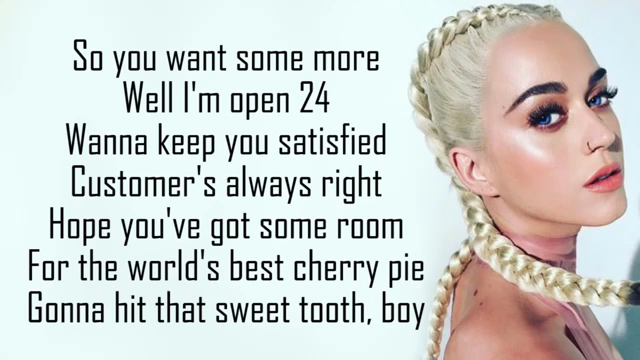 So you want some more
Well I'm open 24
Wanna keep you satisfied
Customer's always right
Hope you've got some room
For the world's best cherry pie
Gonna hit that sweet tooth, boy